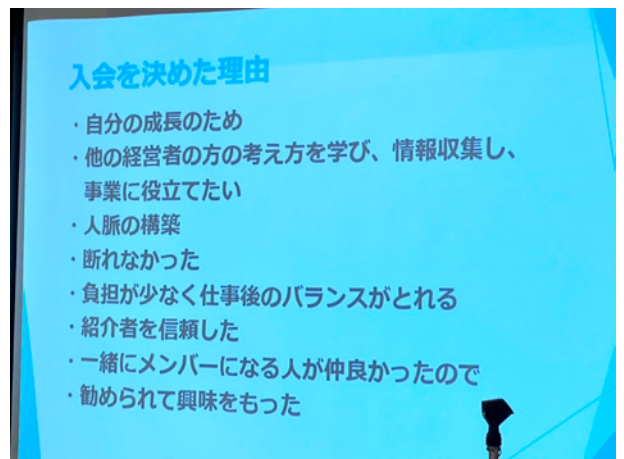 入会を決めた理由
・自分の成長のため
・他の経営者の方の考え方を学び、情報収集し、
事業に役立てたい
・人脈の構築
・断れなかった
・負担が少なく仕事後のバランスがとれる
・紹介者を信頼した
・一緒にメンバーになる人が仲良かったので
・勧められて興味をもった